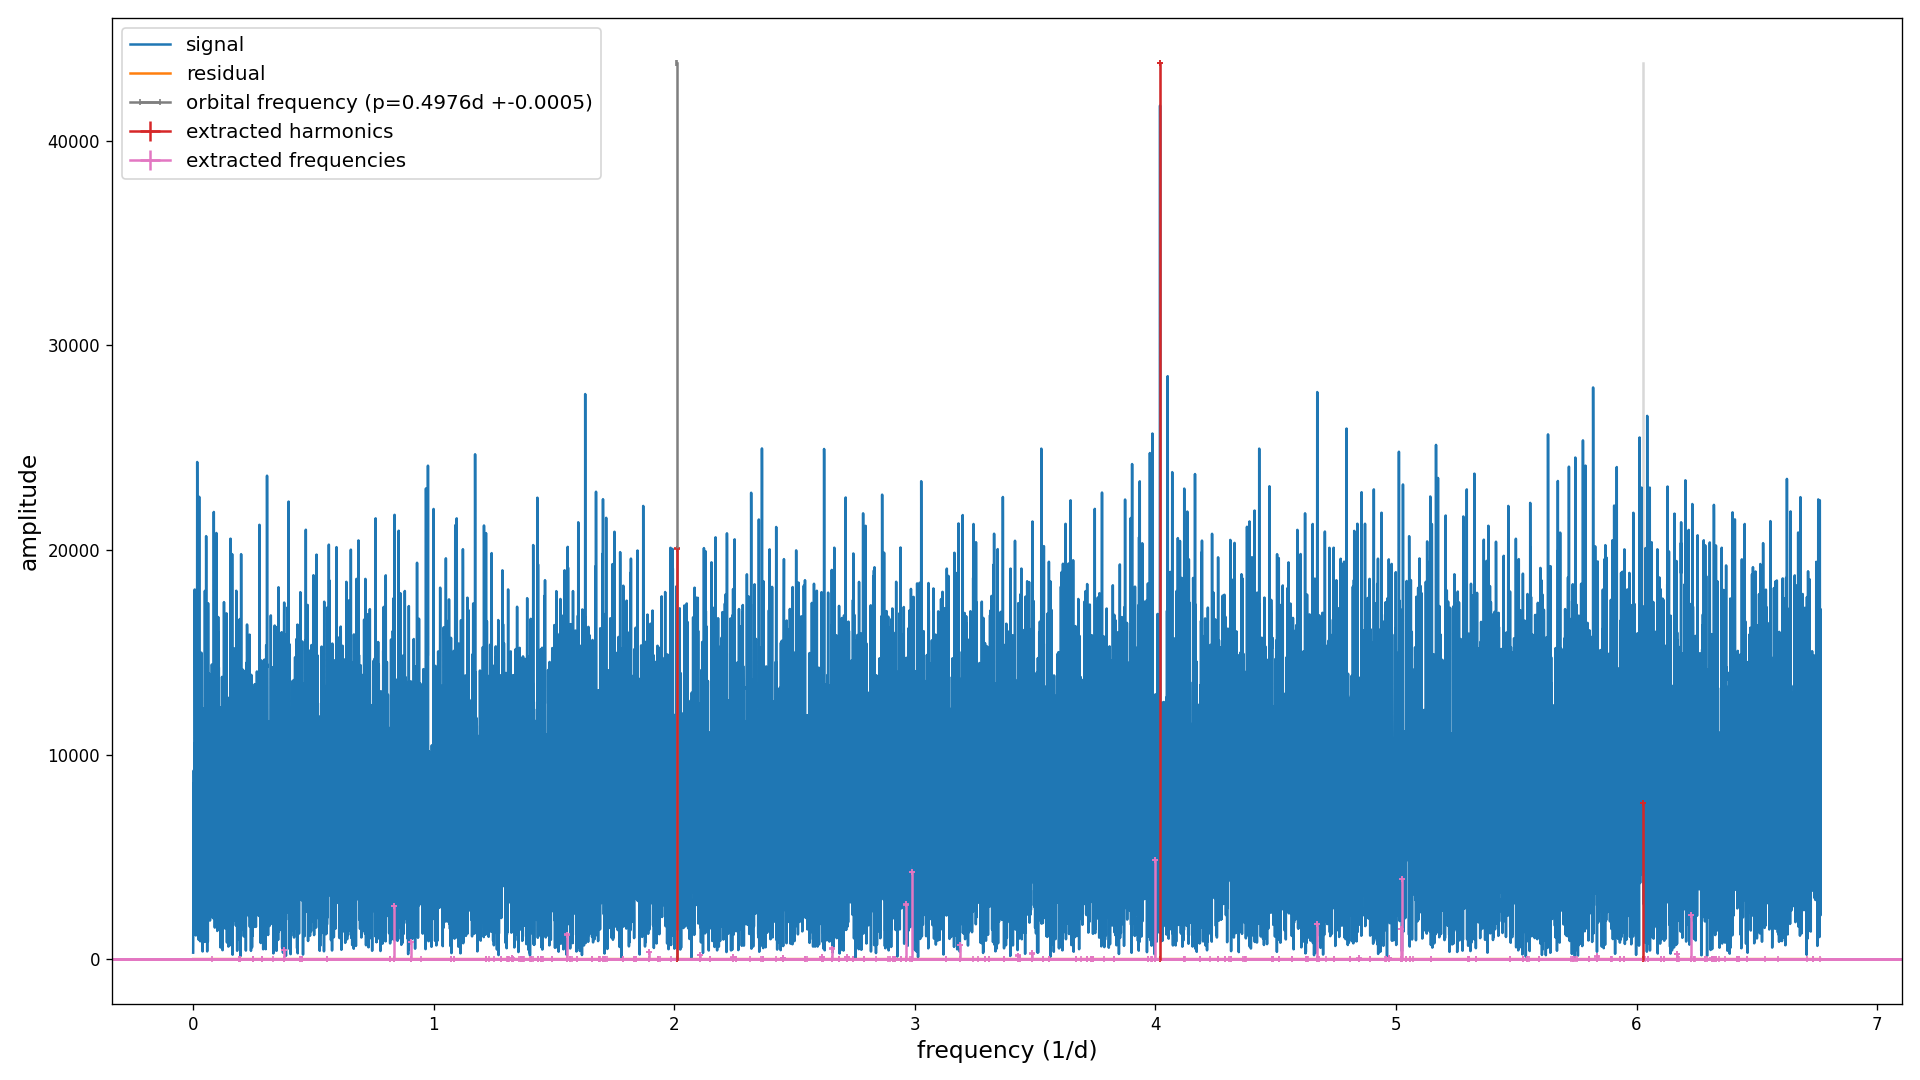 signal
residual
orbital frequency (p=0.4976d +-0.0005)
extracted harmonics
extracted frequencies
40000
30000
20000
10000
0
amplitude
0 1 2 3 4 5 6 7
frequency (1/d)